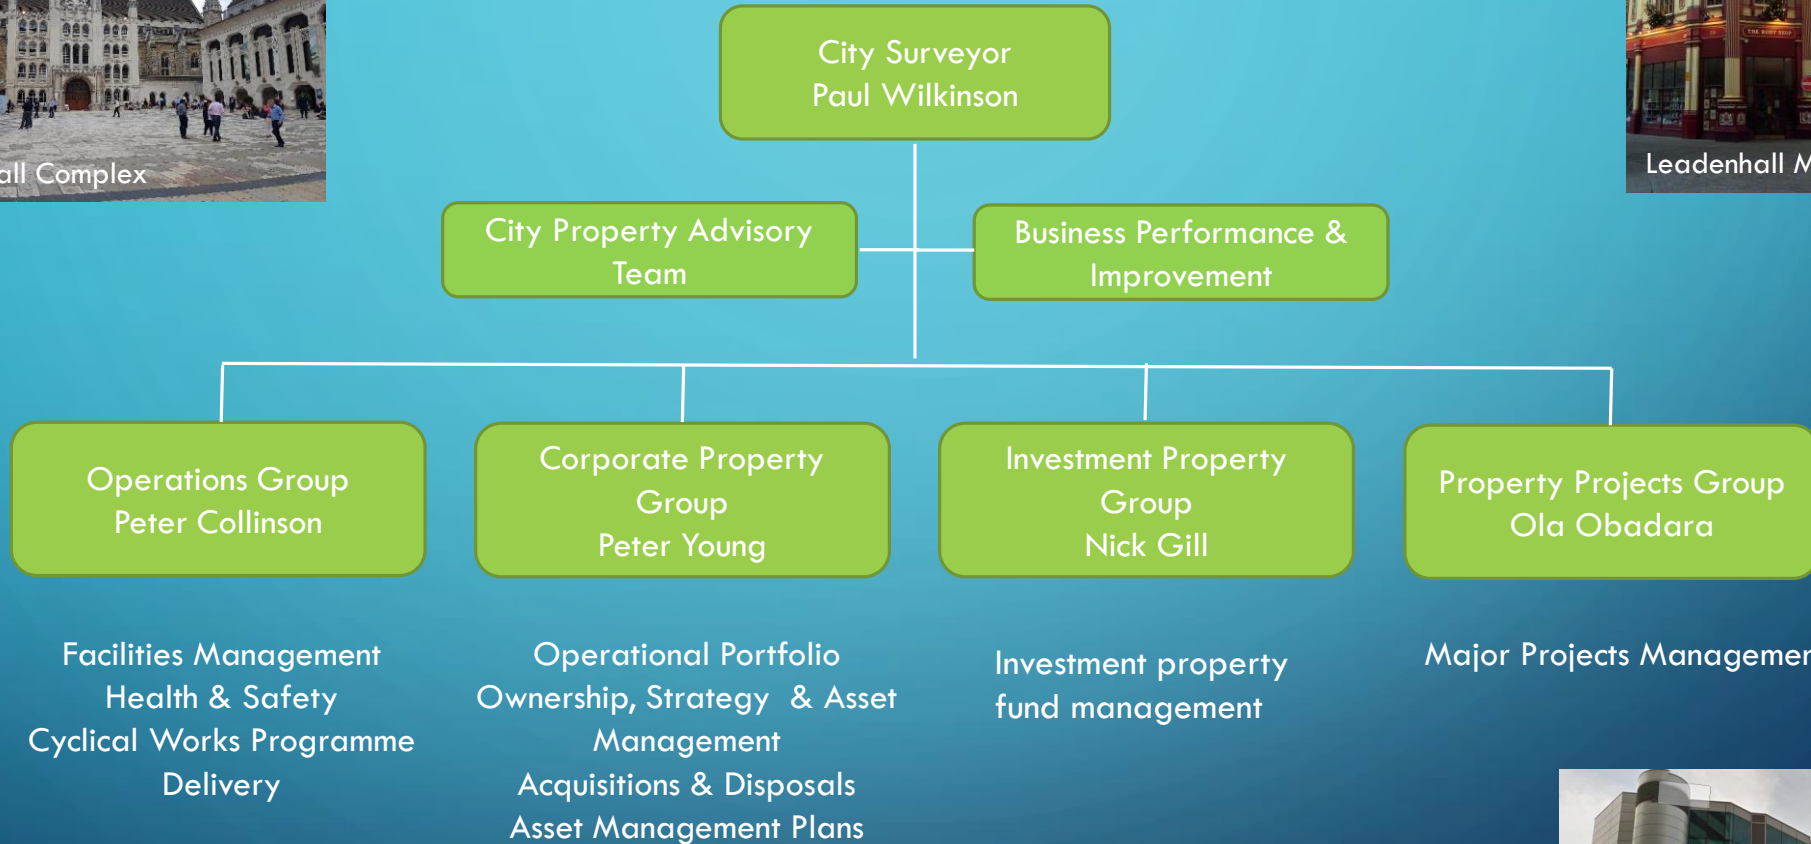 City Surveyor
Paul Wilkinson
THE BODY SHOP
all Complex
Leadenhall M
City Property Advisory
Team
Business Performance &
Improvement
Operations Group
Peter Collinson
Corporate Property
Group
Peter Young
Investment Property
Group
Nick Gill
Property Projects Group
Ola Obadara
Facilities Management
Health & Safety
Cyclical Works Programme
Delivery
Operational Portfolio
Ownership, Strategy  & Asset
Management
Acquisitions & Disposals
Asset Management Plans
Investment property
fund management
Major Projects Managemen